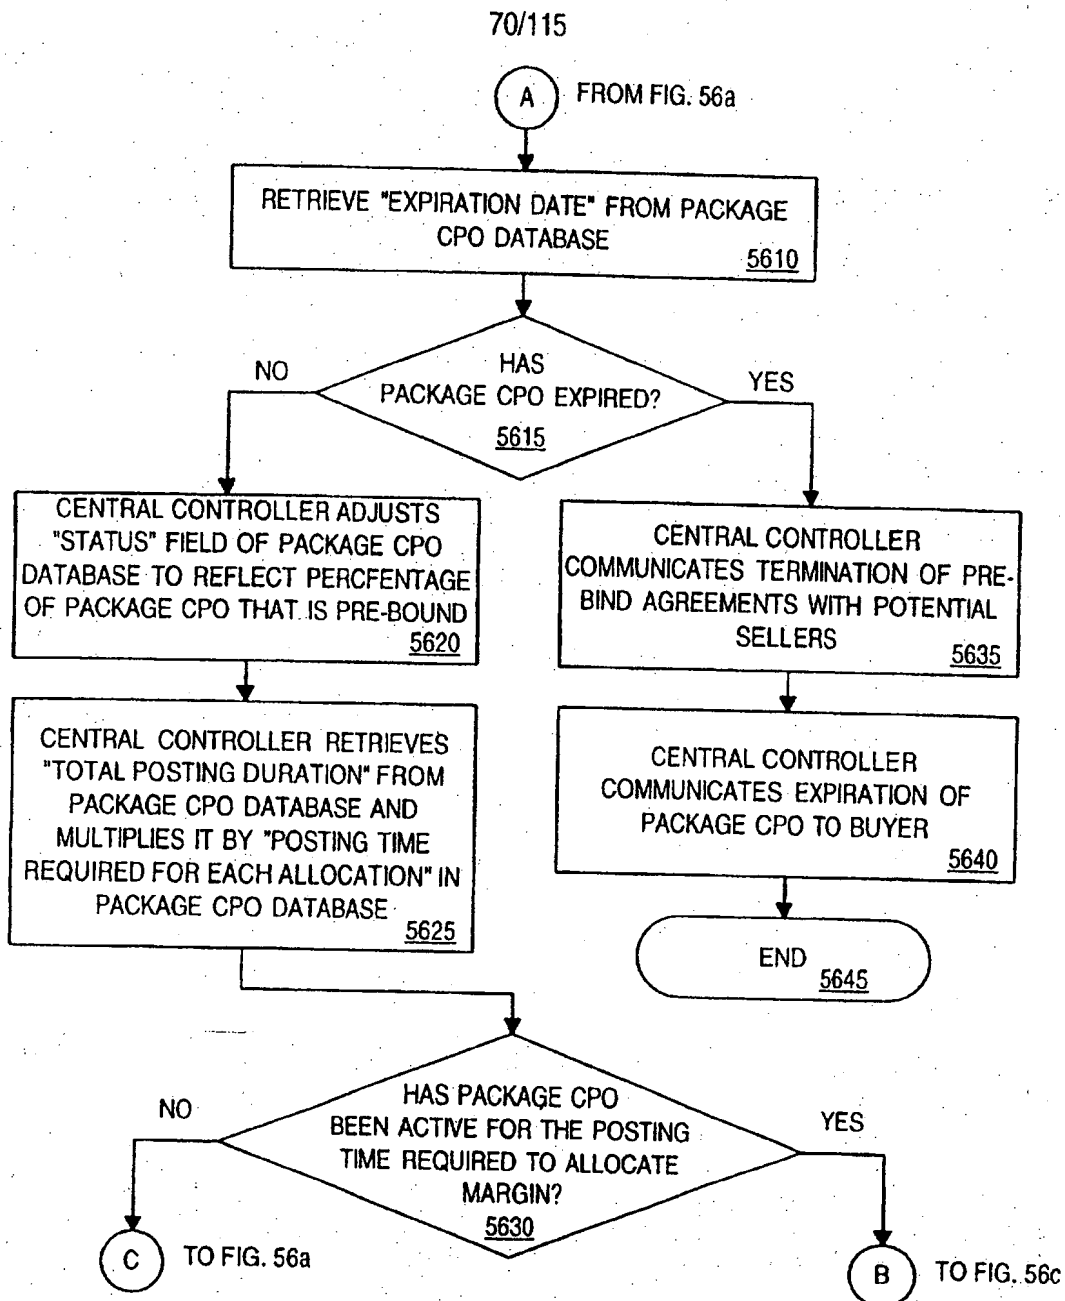 70/115
A FROM FIG. 56a
RETRIEVE "EXPIRATION DATE" FROM PACKAGE
CPO DATABASE
5610
HAS
PACKAGE CPO EXPIRED?
5615
NO
YES
CENTRAL CONTROLLER ADJUSTS
"STATUS" FIELD OF PACKAGE CPO
DATABASE TO REFLECT PERCFENTAGE
OF PACKAGE CPO THAT IS PRE-BOUND
5620
CENTRAL CONTROLLER
COMMUNICATES TERMINATION OF PRE-
BIND AGREEMENTS WITH POTENTIAL
SELLERS
5635
CENTRAL CONTROLLER RETRIEVES
"TOTAL POSTING DURATION" FROM
PACKAGE CPO DATABASE AND
MULTIPLIES IT BY "POSTING TIME
REQUIRED FOR EACH ALLOCATION" IN
PACKAGE CPO DATABASE
5625
CENTRAL CONTROLLER
COMMUNICATES EXPIRATION OF
PACKAGE CPO TO BUYER
5640
END
5645
HAS PACKAGE CPO
BEEN ACTIVE FOR THE POSTING
TIME REQUIRED TO ALLOCATE
MARGIN?
5630
NO
YES
C TO FIG. 56a
B TO FIG. 56c